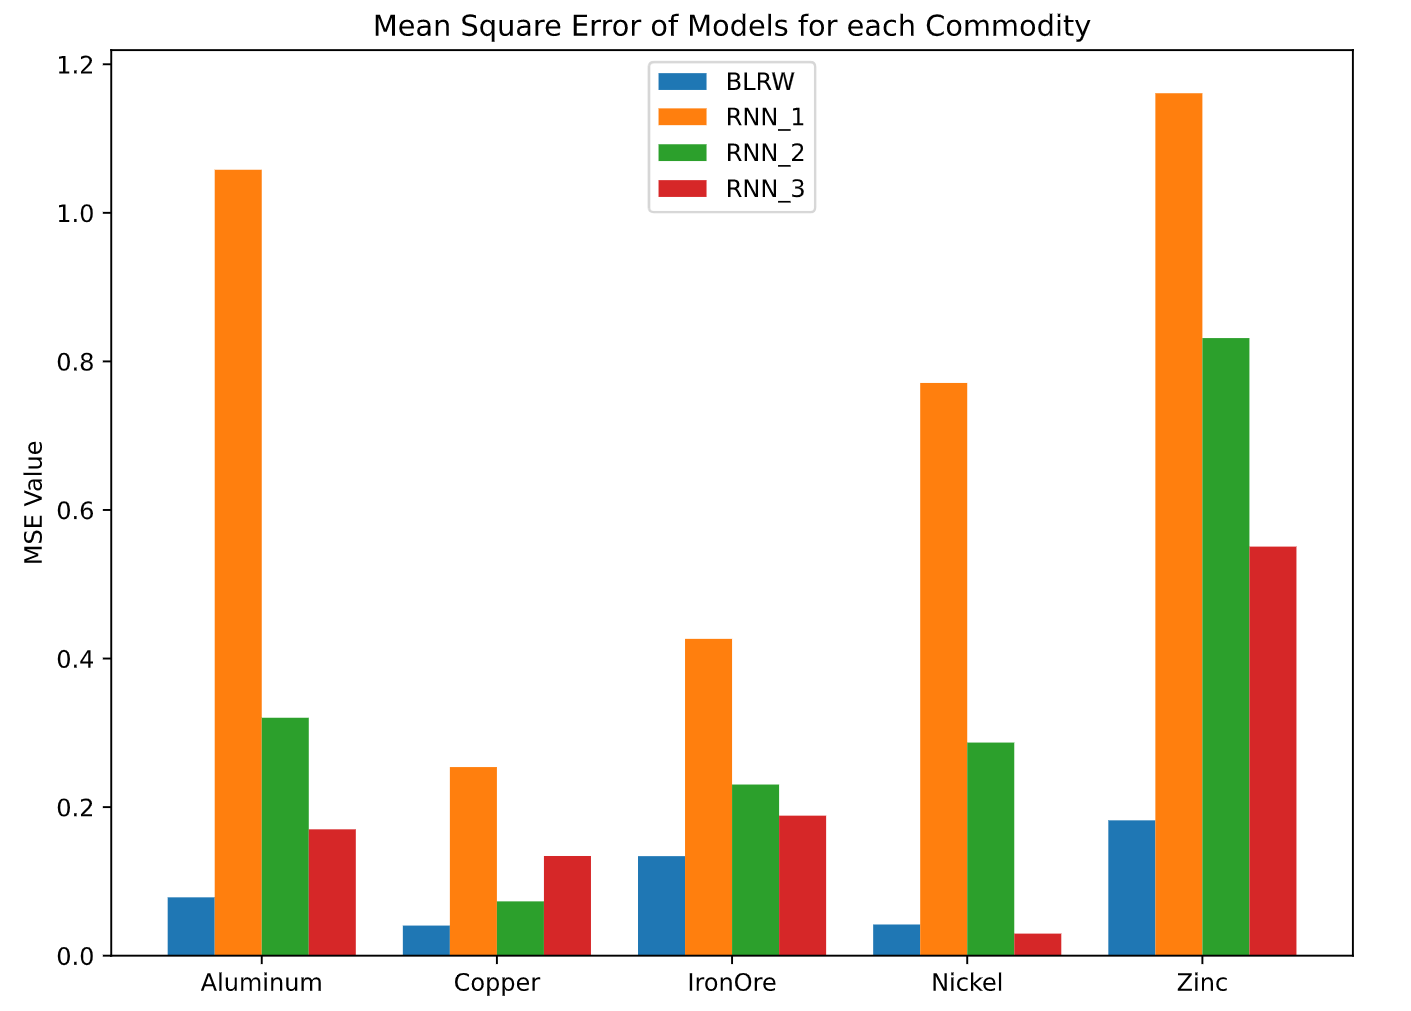 Mean Square Error of Models for each Commodity
BLRW
RNN_1
RNN_2
RNN_3
MSE Value
1.2
1.0
0.8
0.6
0.4
0.2
0.0
Aluminum Copper IronOre Nickel Zinc